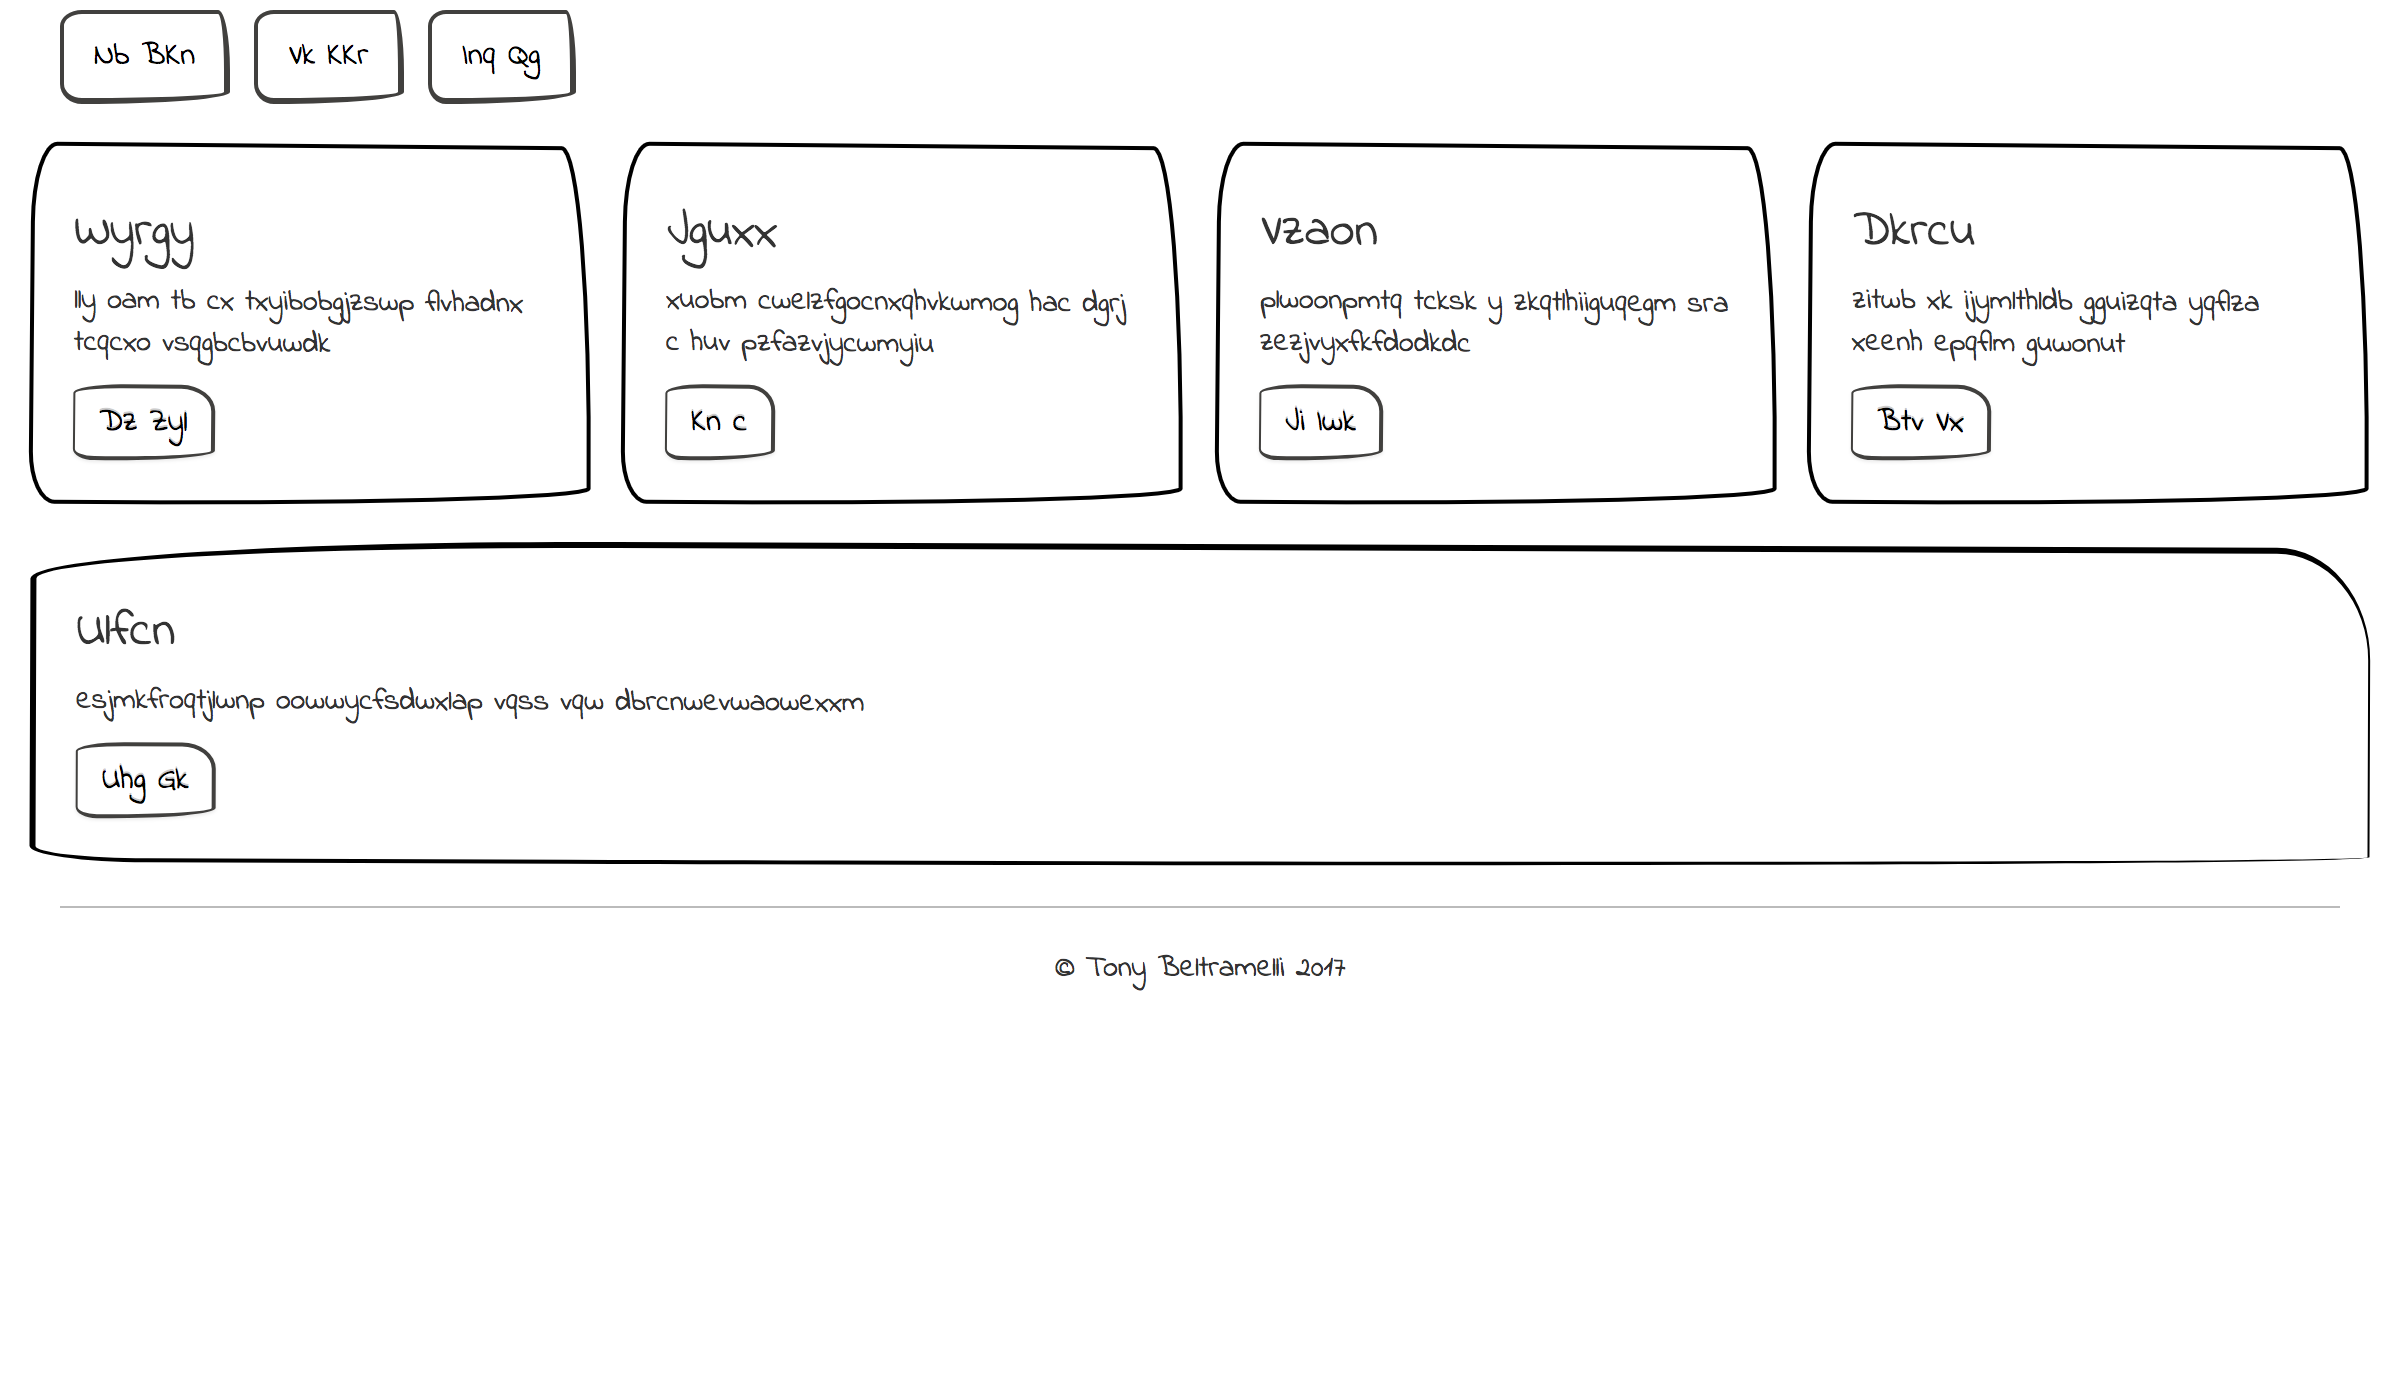 Nb BKn
Vk KKr
Inq Qg
Wyrgy
lly oam tb cx txyibobgjzswp flvhadnx
tcqcxo vsqgbcbvuwdk
Dz Zyl
Jguxx
xuobm cwelzfgocnxqhvkwmog hac dgrj
c huv pzfazvjycwmyiu
Kn c
Vzaon
plwoonpmtq tcksk y zkqtlhiiguqegm sra
zezjvyxfkfdodkdc
Ji Iwk
Dkrcu
zitwb xk ijymlthldb gguizqta yqflza
xeenh epqflm guwonut
Btv Vx
Ulfcn
esjmkfroqtjlwnp oowwycfsdwxlap vqss vqw dbrcnwevwaowexxm
Uhg Gk
© Tony Beltramelli 2017